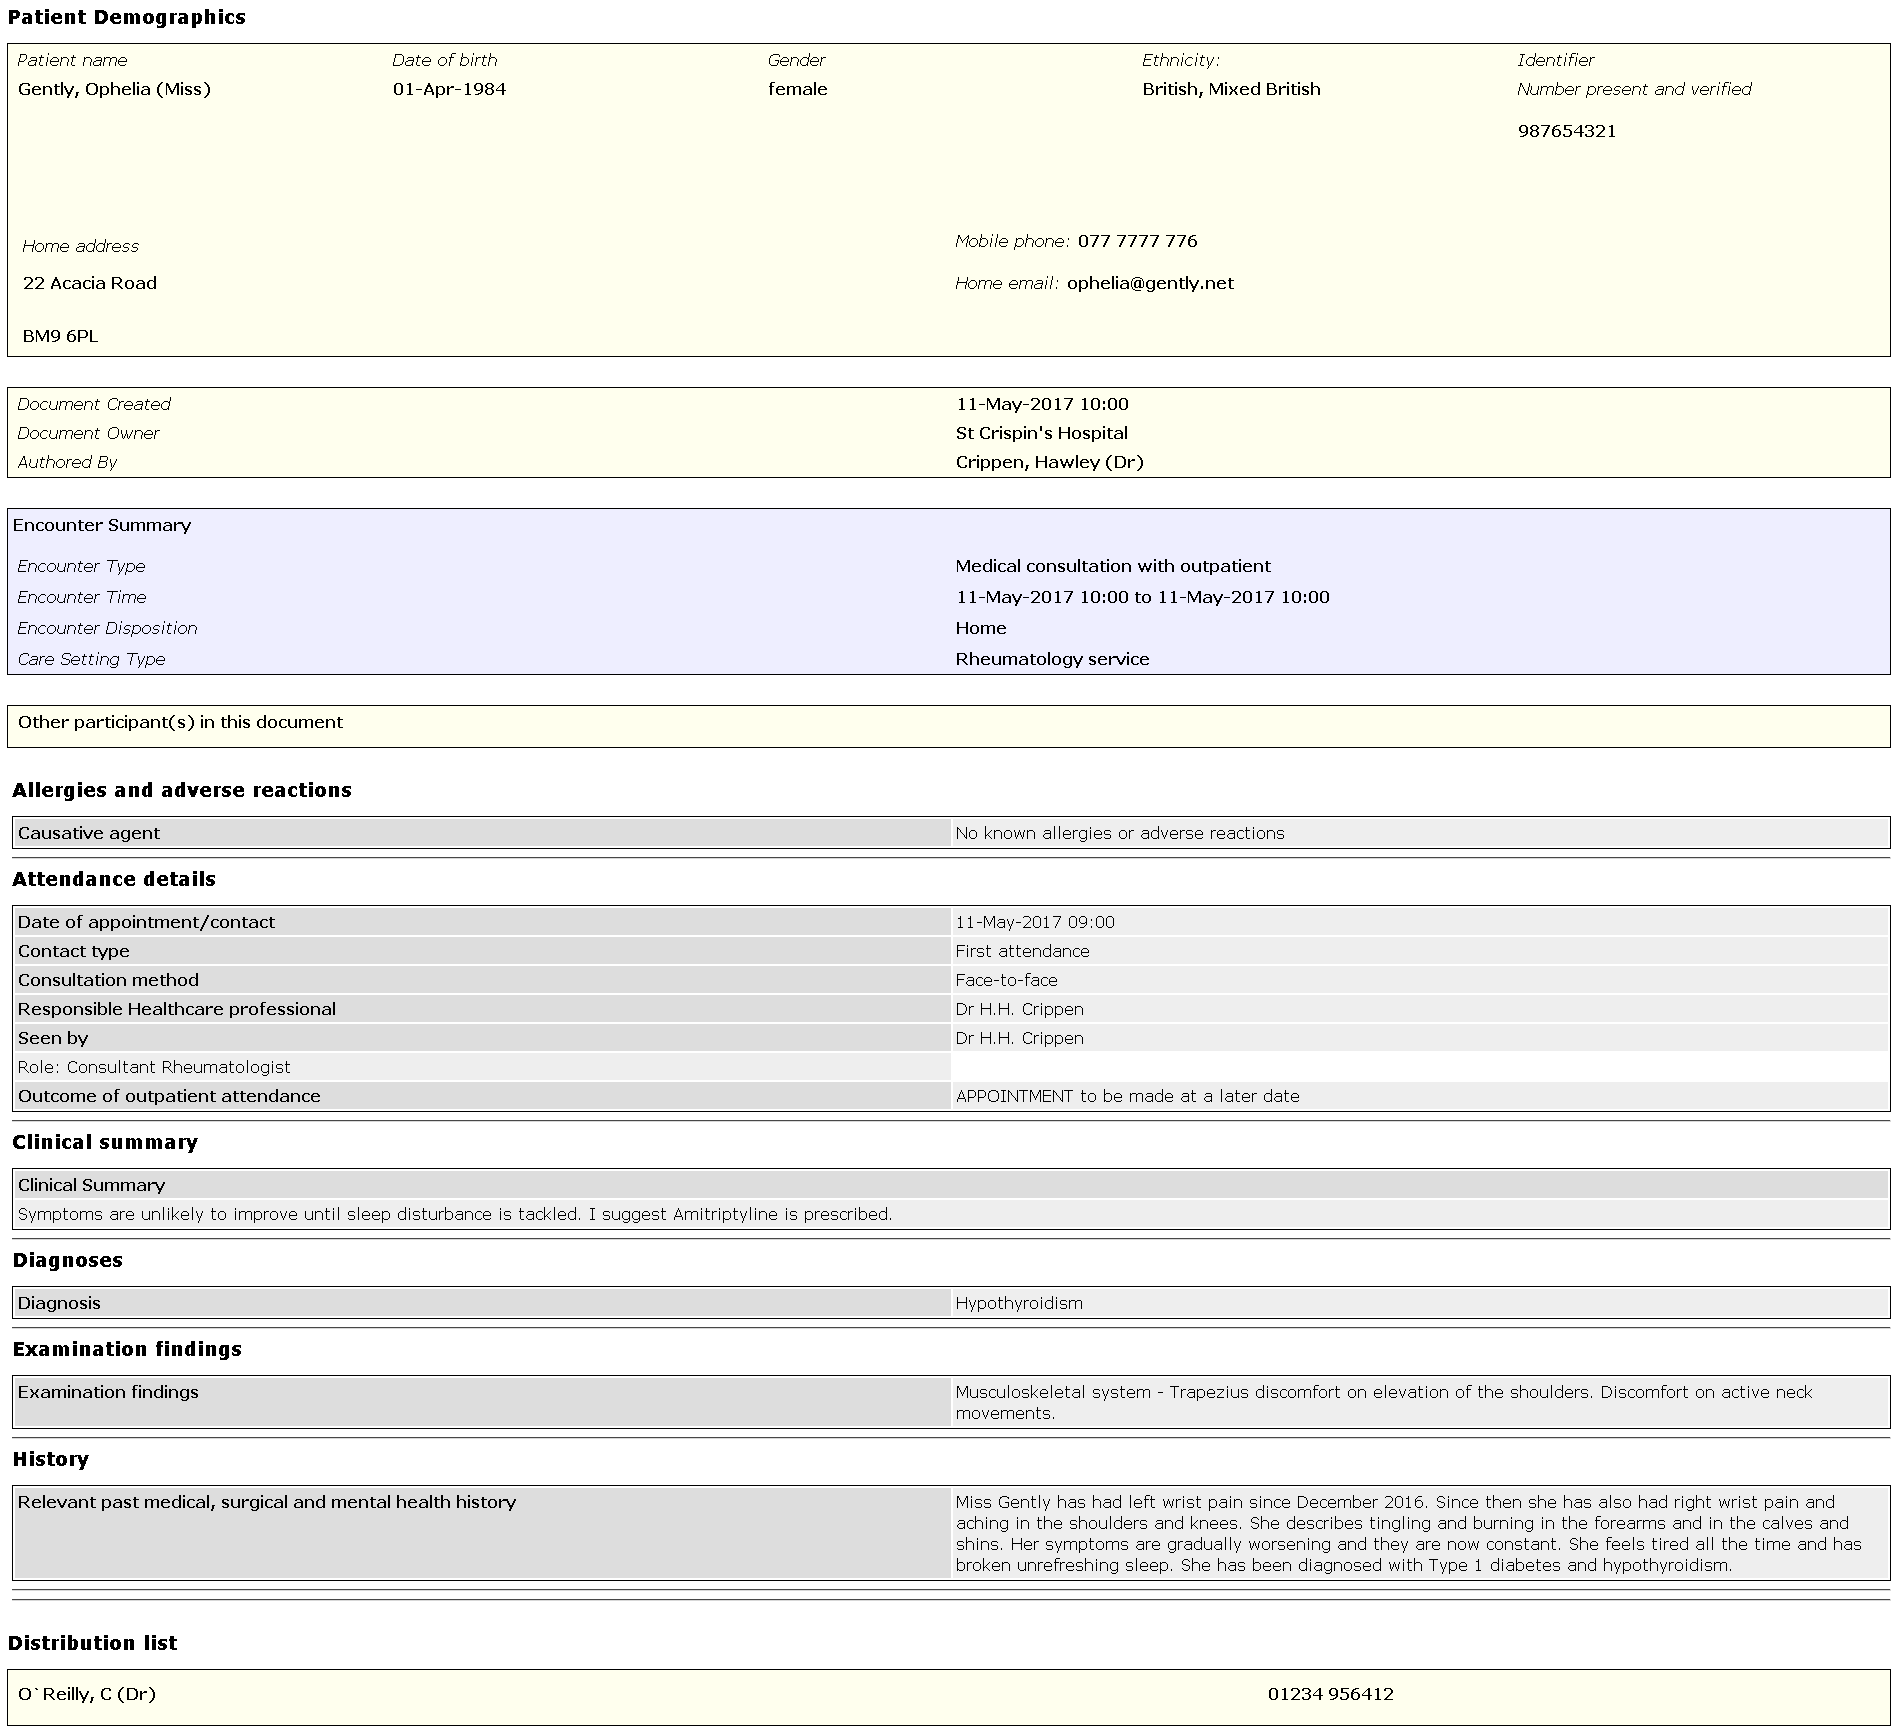 Patient Demographics
Patient name Date of birth Gender Ethnicity: Identifier
Gently, Ophelia (Miss) 01-Apr-1984 female British, Mixed British Number present and verified
987654321
Home address Mobile phone: 077 7777 776
22 Acacia Road Home email: ophelia@gently.net
BM9 6PL
Document Created 11-May-2017 10:00
Document Owner St Crispin's Hospital
Authored By Crippen, Hawley (Dr)
Encounter Summary
Encounter Type Medical consultation with outpatient
Encounter Time 11-May-2017 10:00 to 11-May-2017 10:00
Encounter Disposition Home
Care Setting Type Rheumatology service
Other participant(s) in this document
Allergies and adverse reactions
Causative agent No known allergies or adverse reactions
Attendance details
Date of appointment/contact 11-May-2017 09:00
Contact type First attendance
Consultation method Face-to-face
Responsible Healthcare professional Dr H.H. Crippen
Seen by Dr H.H. Crippen
Role: Consultant Rheumatologist
Outcome of outpatient attendance APPOINTMENT to be made at a later date
Clinical summary
Clinical Summary
Symptoms are unlikely to improve until sleep disturbance is tackled. I suggest Amitriptyline is prescribed.
Diagnoses
Diagnosis Hypothyroidism
Examination findings
Examination findings Musculoskeletal system - Trapezius discomfort on elevation of the shoulders. Discomfort on active neck
movements.
History
Relevant past medical, surgical and mental health history Miss Gently has had left wrist pain since December 2016. Since then she has also had right wrist pain and
aching in the shoulders and knees. She describes tingling and burning in the forearms and in the calves and
shins. Her symptoms are gradually worsening and they are now constant. She feels tired all the time and has
broken unrefreshing sleep. She has been diagnosed with Type 1 diabetes and hypothyroidism.
Distribution list
O`Reilly, C (Dr) 01234 956412